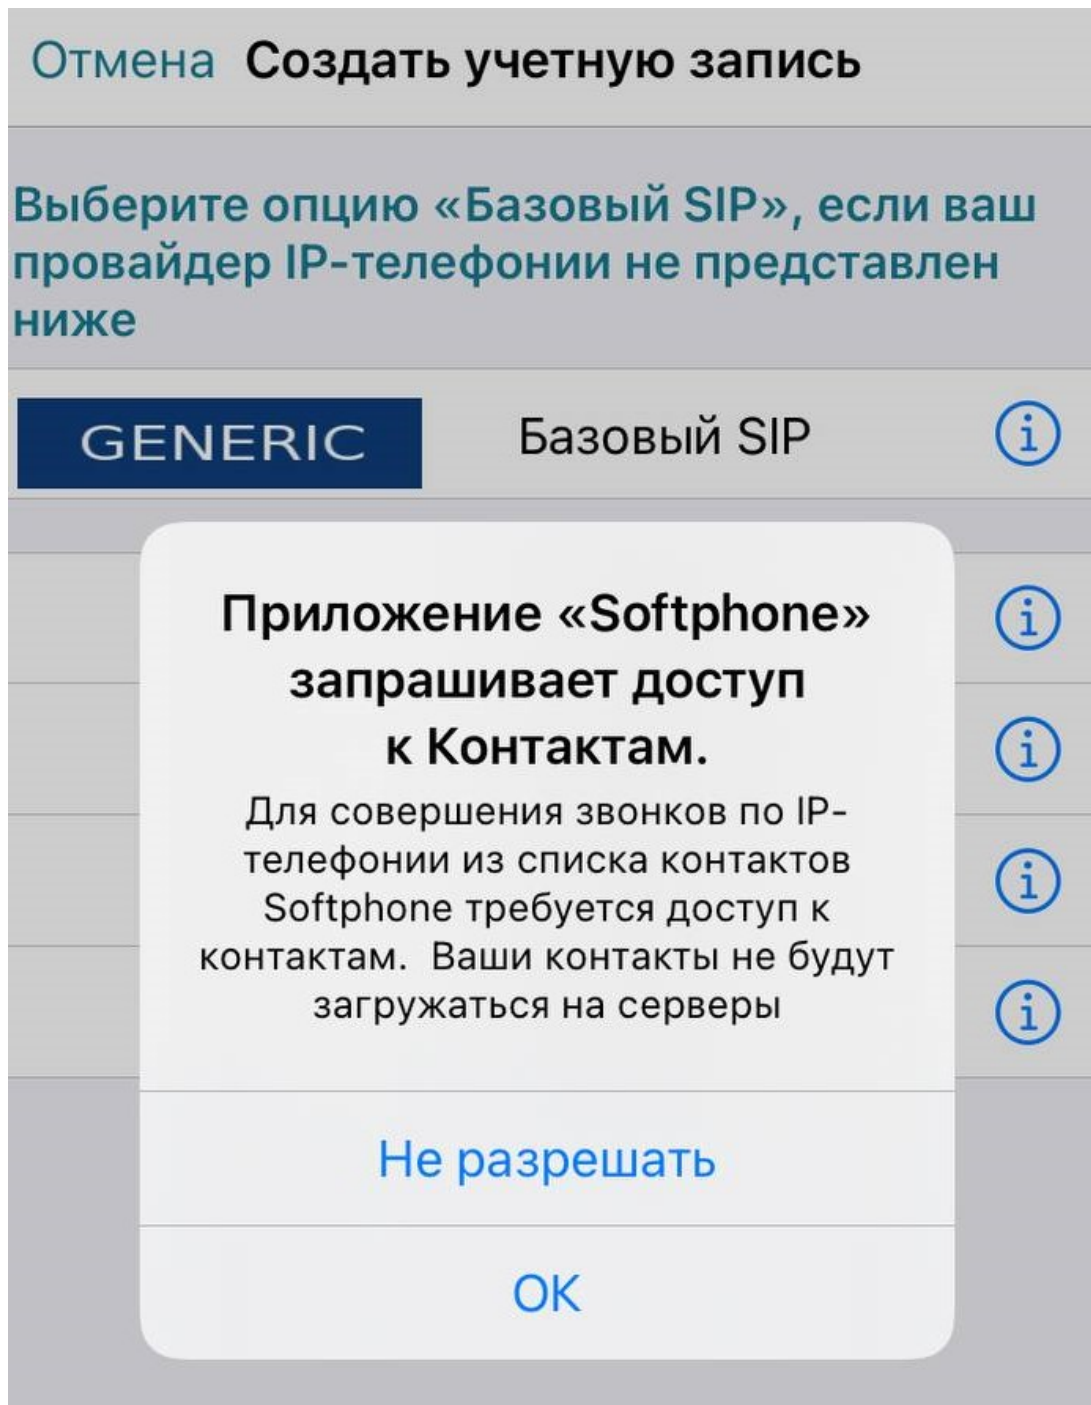 Отмена Создать учетную запись
Выберите опцию «Базовый SIP», если ваш
провайдер IP-телефонии не представлен
ниже
GENERIC Базовый SIP i
i
i
i
i
Приложение «Softphone»
запрашивает доступ
к Контактам.
Для совершения звонков по IP-
телефонии из списка контактов
Softphone требуется доступ к
контактам.  Ваши контакты не будут
загружаться на серверы
Не разрешать
OK